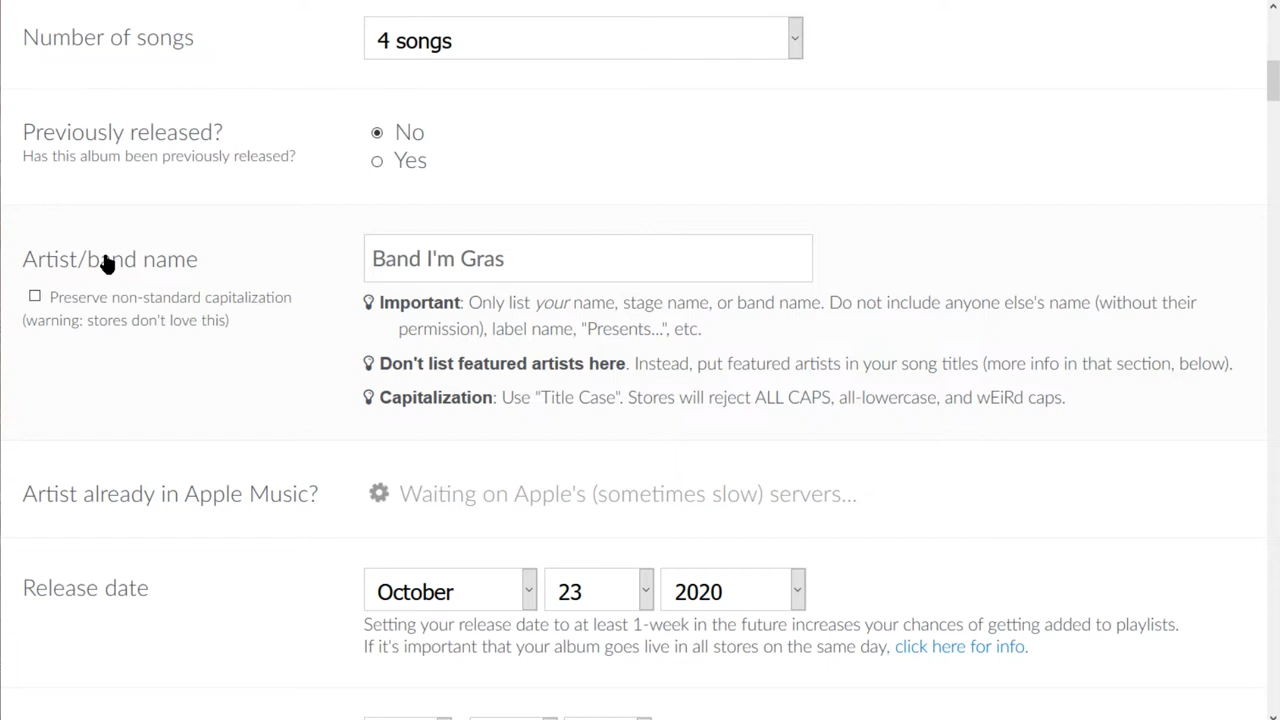 Number of songs
4 songs
Previously released?
Has this album been previously released?
No
Yes
Artist/band name
Preserve non-standard capitalization
(warning: stores don't love this)
Band I'm Gras
Important: Only list your name, stage name, or band name. Do not include anyone else's name (without their
permission), label name, "Presents...", etc.
Don't list featured artists here. Instead, put featured artists in your song titles (more info in that section, below).
Capitalization: Use "Title Case". Stores will reject ALL CAPS, all-lowercase, and wEiRd caps.
Artist already in Apple Music?
Waiting on Apple's (sometimes slow) servers...
Release date
October
23
2020
Setting your release date to at least 1-week in the future increases your chances of getting added to playlists.
If it's important that your album goes live in all stores on the same day, click here for info.